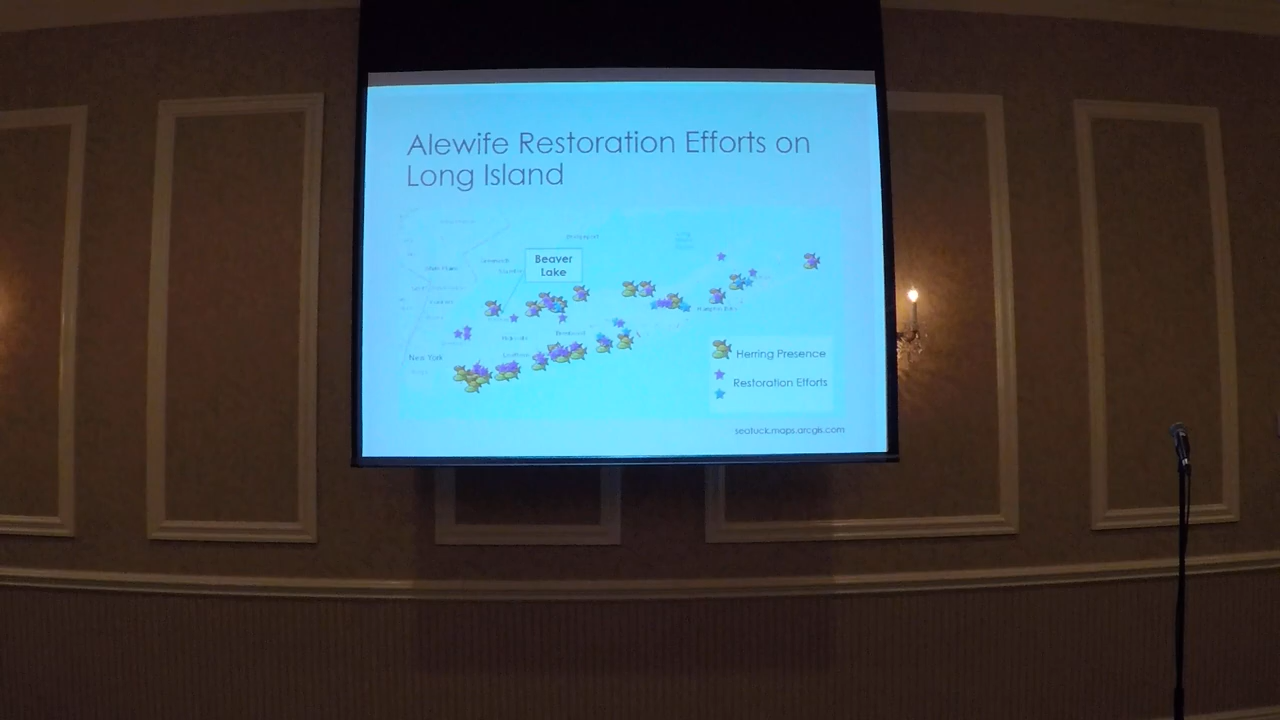 Alewife Restoration Efforts on
Long Island
Beaver
Lake
New York
Herring Presence
Restoration Efforts
seatuck.maps.arcgis.com